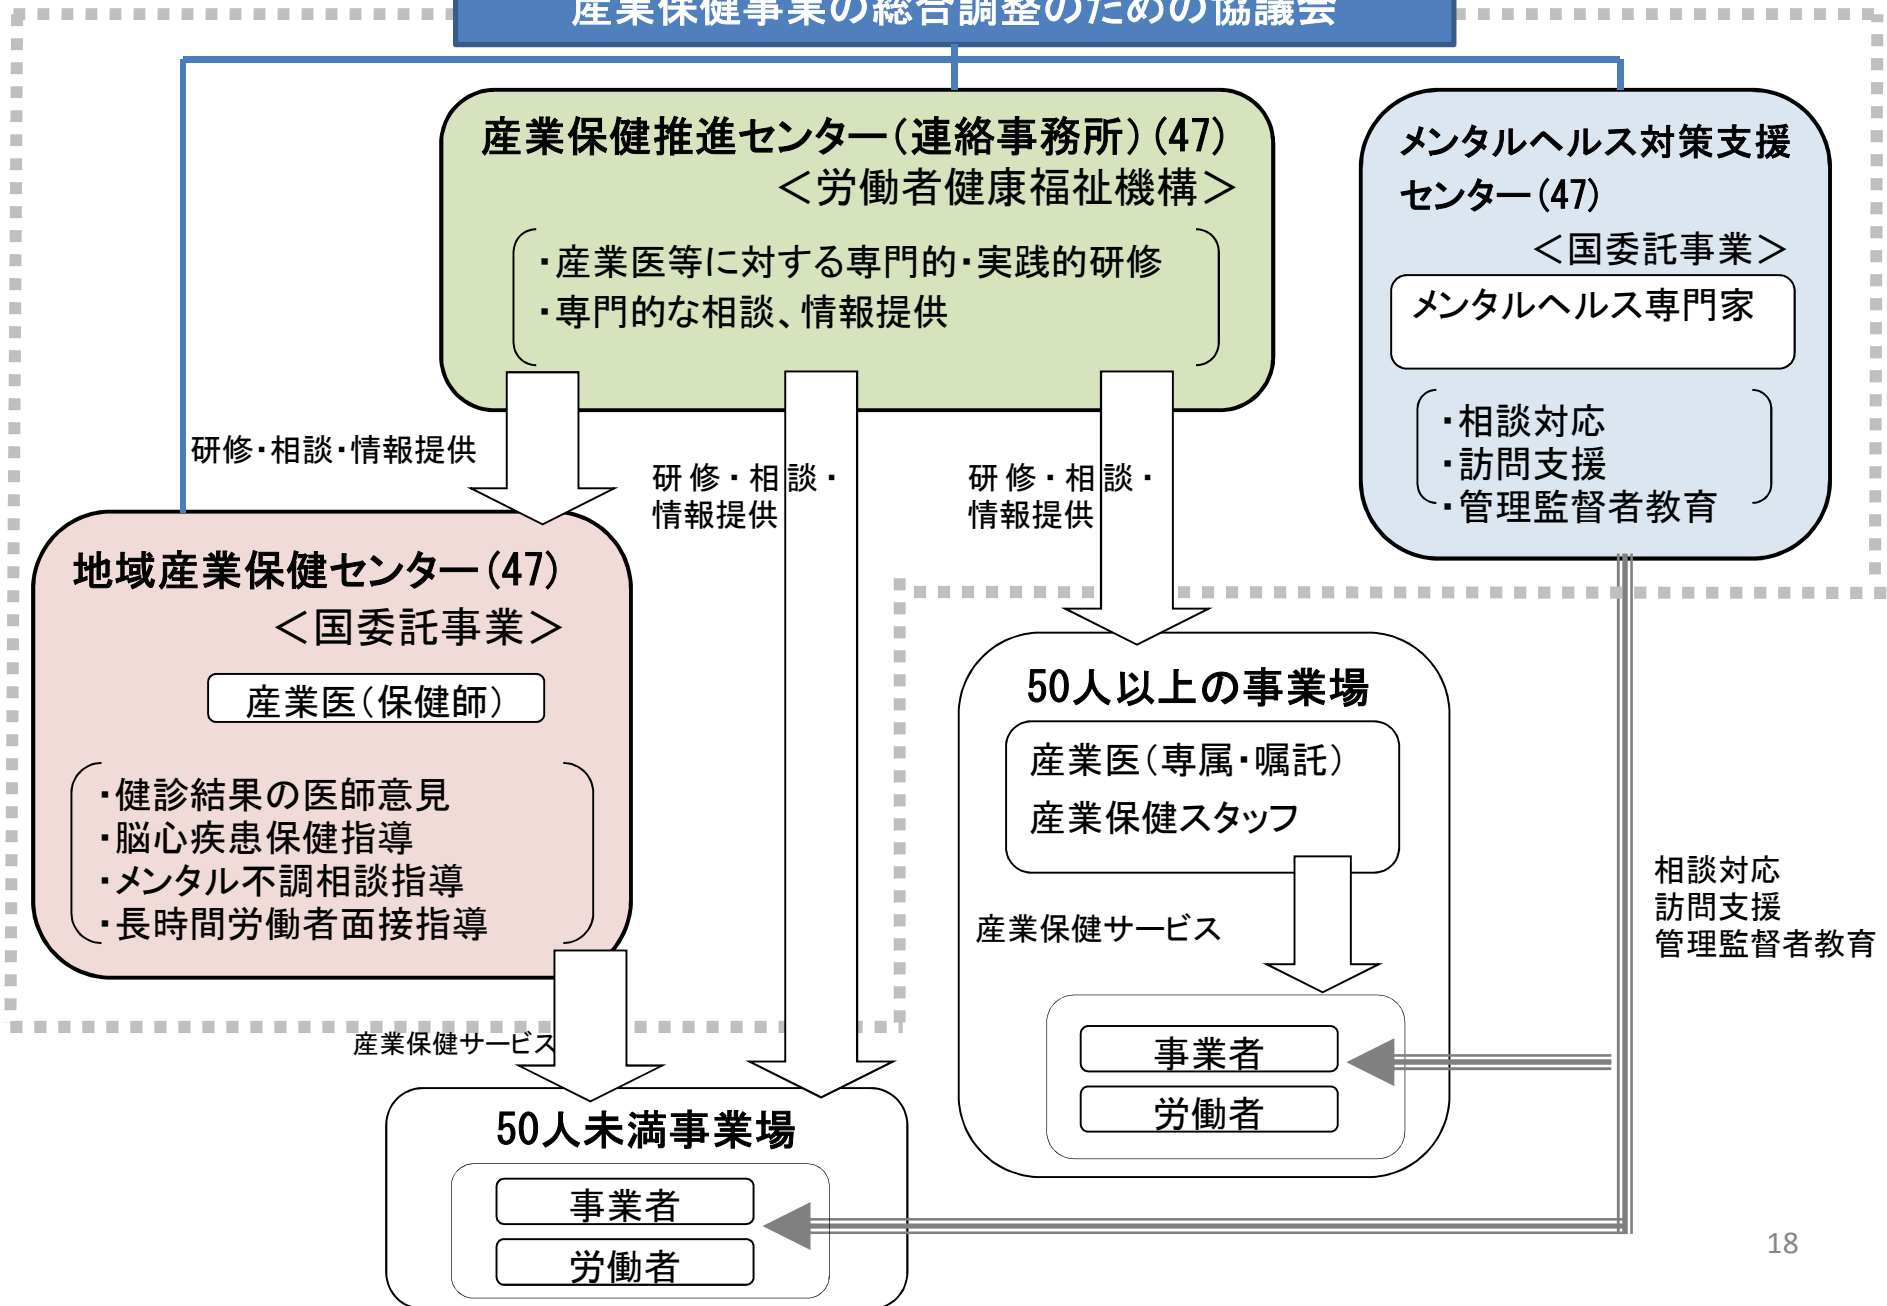 産業保健事業の総合調整のための協議会
産業保健推進センター(連絡事務所)(47)
＜労働者健康福祉機構＞
・産業医等に対する専門的・実践的研修
・専門的な相談、情報提供
メンタルヘルス対策支援
センター(47)
＜国委託事業＞
メンタルヘルス専門家
・相談対応
・訪問支援
・管理監督者教育
研修・相談・情報提供
研修・相談・
情報提供
研修・相談・
情報提供
地域産業保健センター(47)
＜国委託事業＞
産業医(保健師)
・健診結果の医師意見
・脳心疾患保健指導
・メンタル不調相談指導
・長時間労働者面接指導
50人以上の事業場
産業医(専属・嘱託)
産業保健スタッフ
産業保健サービス
事業者
労働者
相談対応
訪問支援
管理監督者教育
産業保健サービス
50人未満事業場
事業者
労働者
18